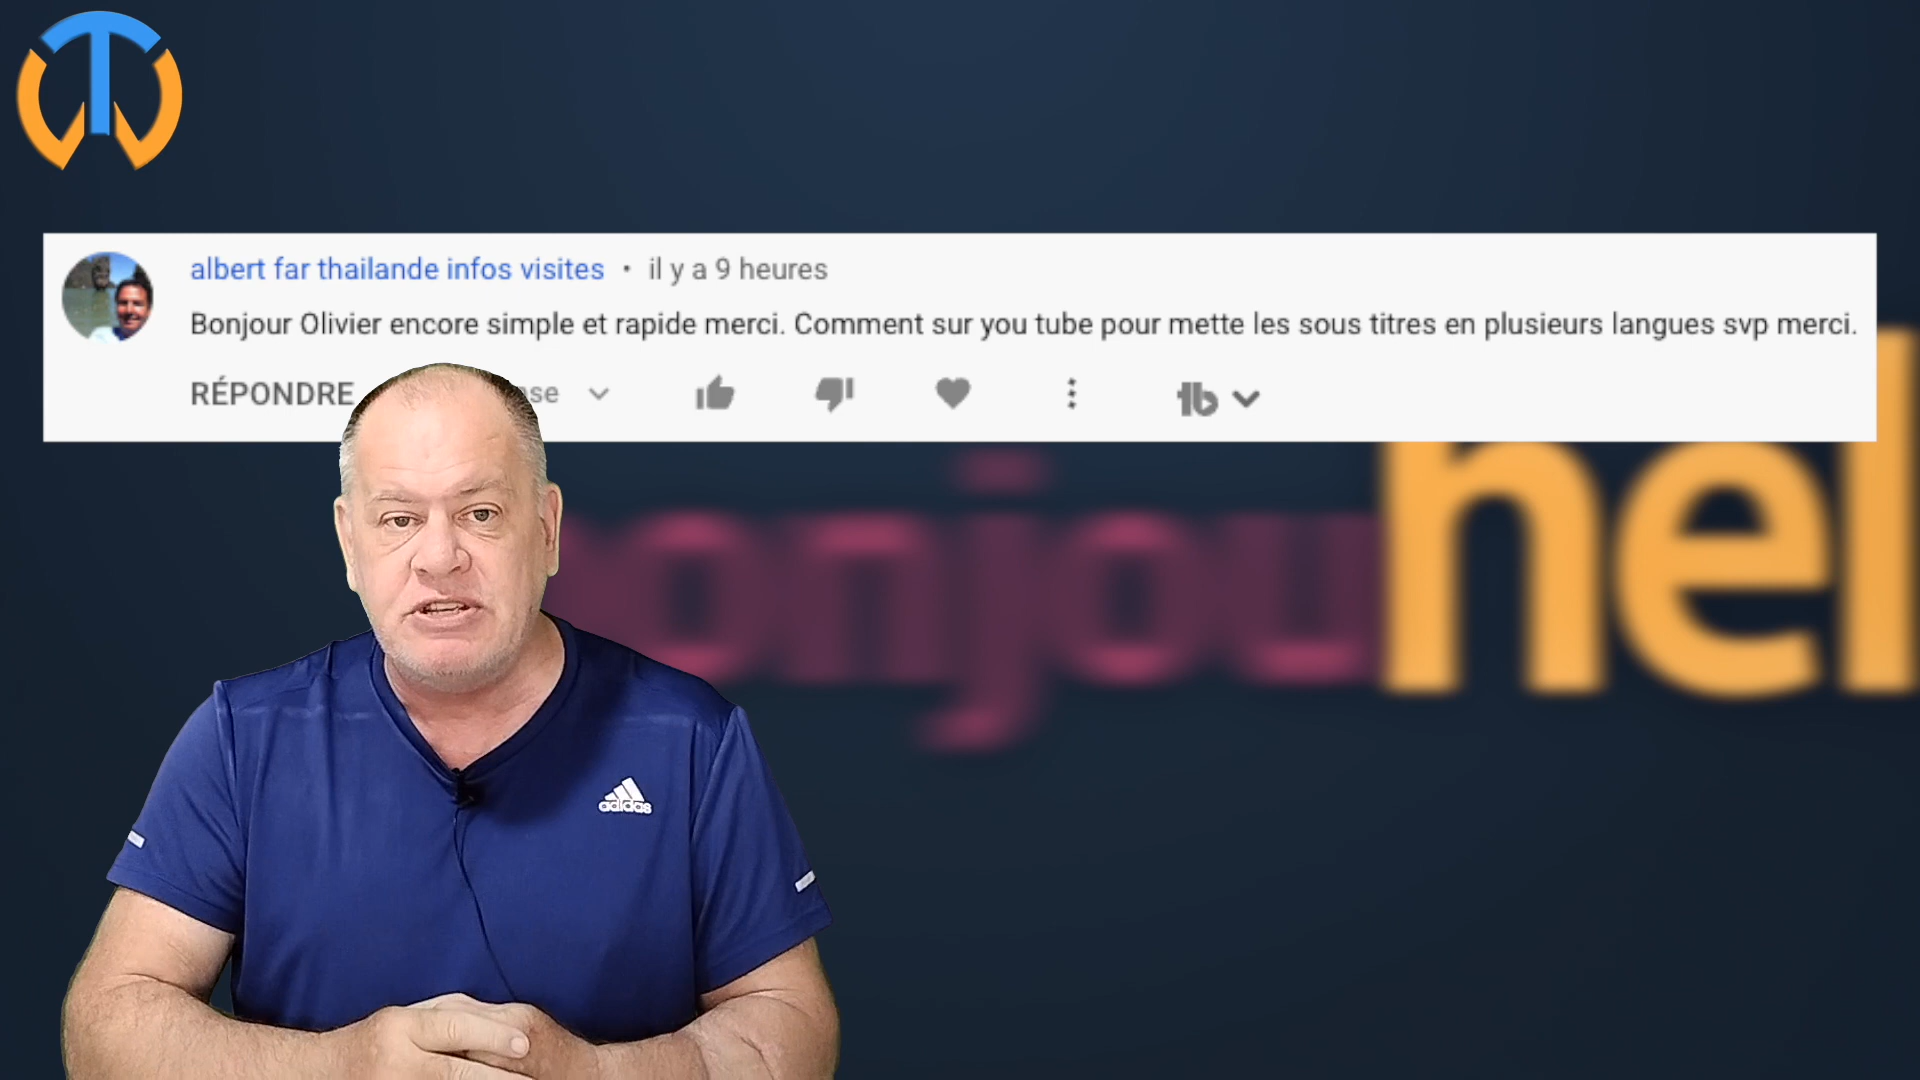 albert far thailande infos visites • il y a 9 heures
Bonjour Olivier encore simple et rapide merci. Comment sur you tube pour mette les sous titres en plusieurs langues svp merci.
RÉPONDRE
adidas